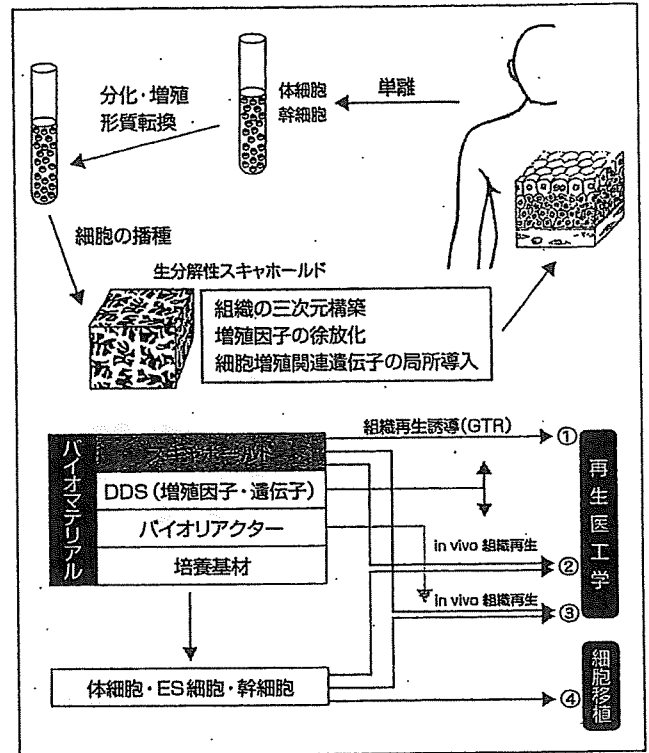 分化・増殖
形質転換
体細胞
幹細胞
単離
細胞の播種
生分解性スキャホールド
組織の三次元構築
増殖因子の徐放化
細胞増殖関連遺伝子の局所導入
バイオマテリアル
スキャホールド
DDS(増殖因子・遺伝子)
バイオリアクター
培養基材
組織再生誘導(GTR)
①
in vivo 組織再生
②
in vivo 組織再生
③
再生医工学
体細胞・ES細胞・幹細胞
④
細胞移植